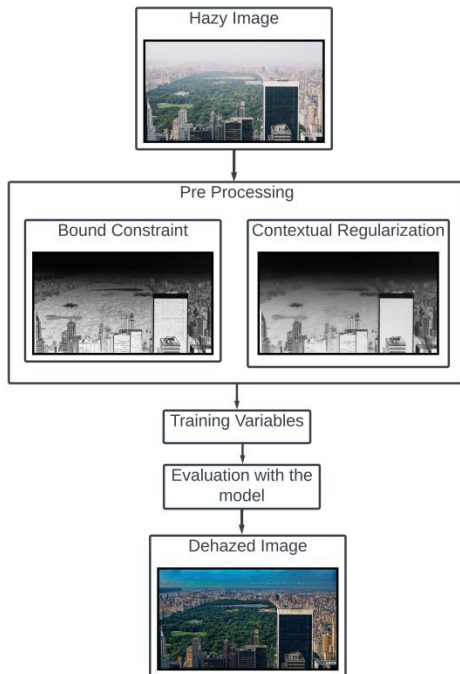 Hazy Image
Pre Processing
Bound Constraint
Contextual Regularization
Training Variables
Evaluation with the
model
Dehazed Image